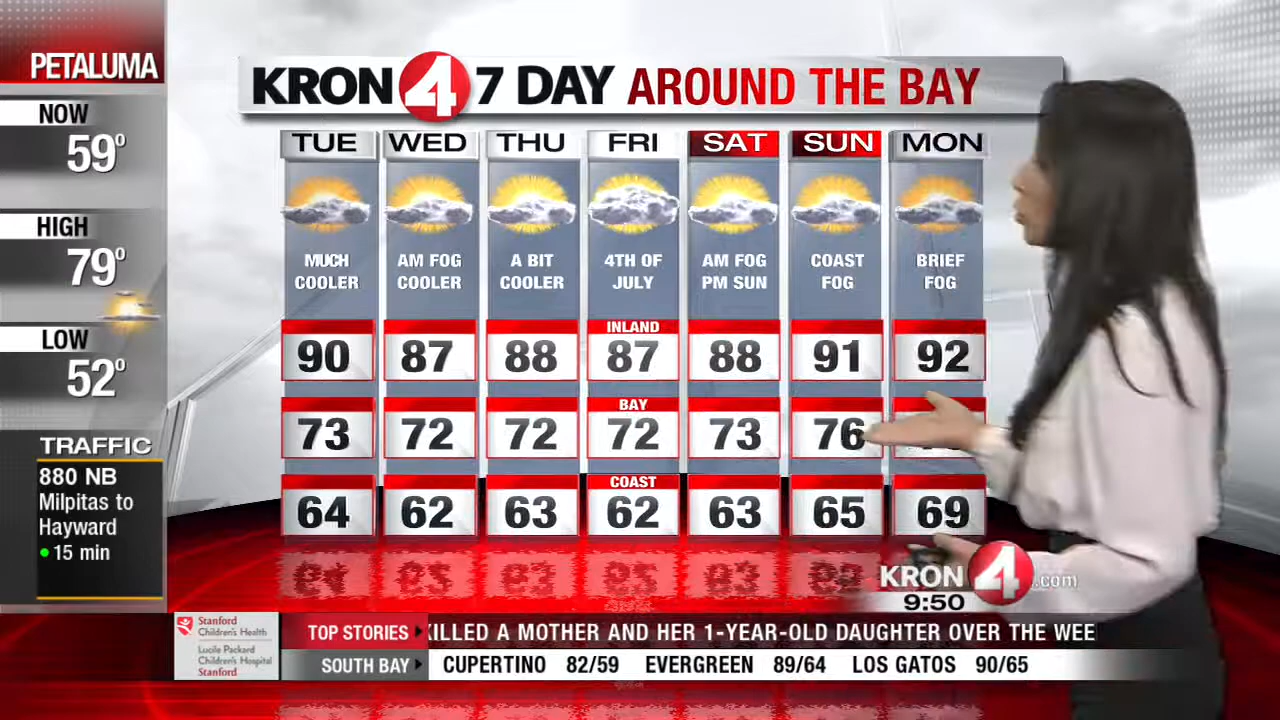 PETALUMA
NOW
59°
HIGH
79°
LOW
52°
TRAFFIC
880 NB
Milpitas to
Hayward
15 min
KRON 4 7 DAY AROUND THE BAY
TUE WED THU FRI SAT SUN MON
MUCH COOLER
AM FOG COOLER
A BIT COOLER
4TH OF JULY
AM FOG PM SUN
COAST FOG
BRIEF FOG
INLAND
90 87 88 87 88 91 92
BAY
73 72 72 72 73 76
COAST
64 62 63 62 63 65 69
KRON 4 .com
9:50
Stanford
Children's Health
Lucile Packard
Children's Hospital
Stanford
TOP STORIES KILLED A MOTHER AND HER 1-YEAR-OLD DAUGHTER OVER THE WEE
SOUTH BAY CUPERTINO 82/59 EVERGREEN 89/64 LOS GATOS 90/65